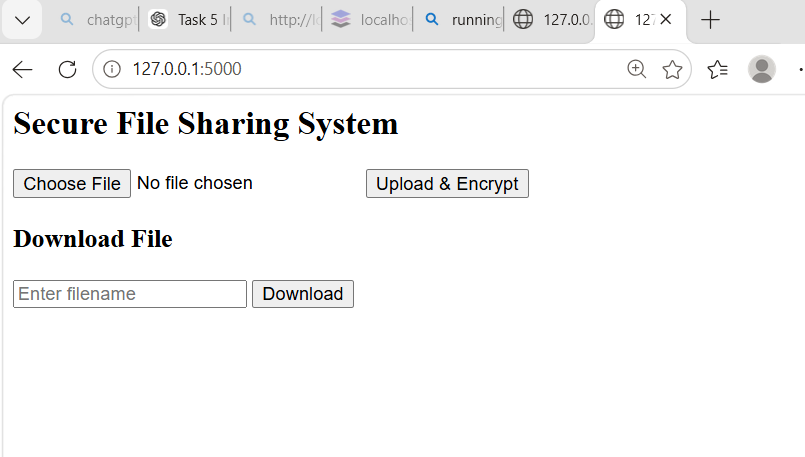 chatgpt Task 5 http://l localho running 127.0.0. 127
127.0.0.1:5000
Secure File Sharing System
Choose File No file chosen Upload & Encrypt
Download File
Enter filename Download